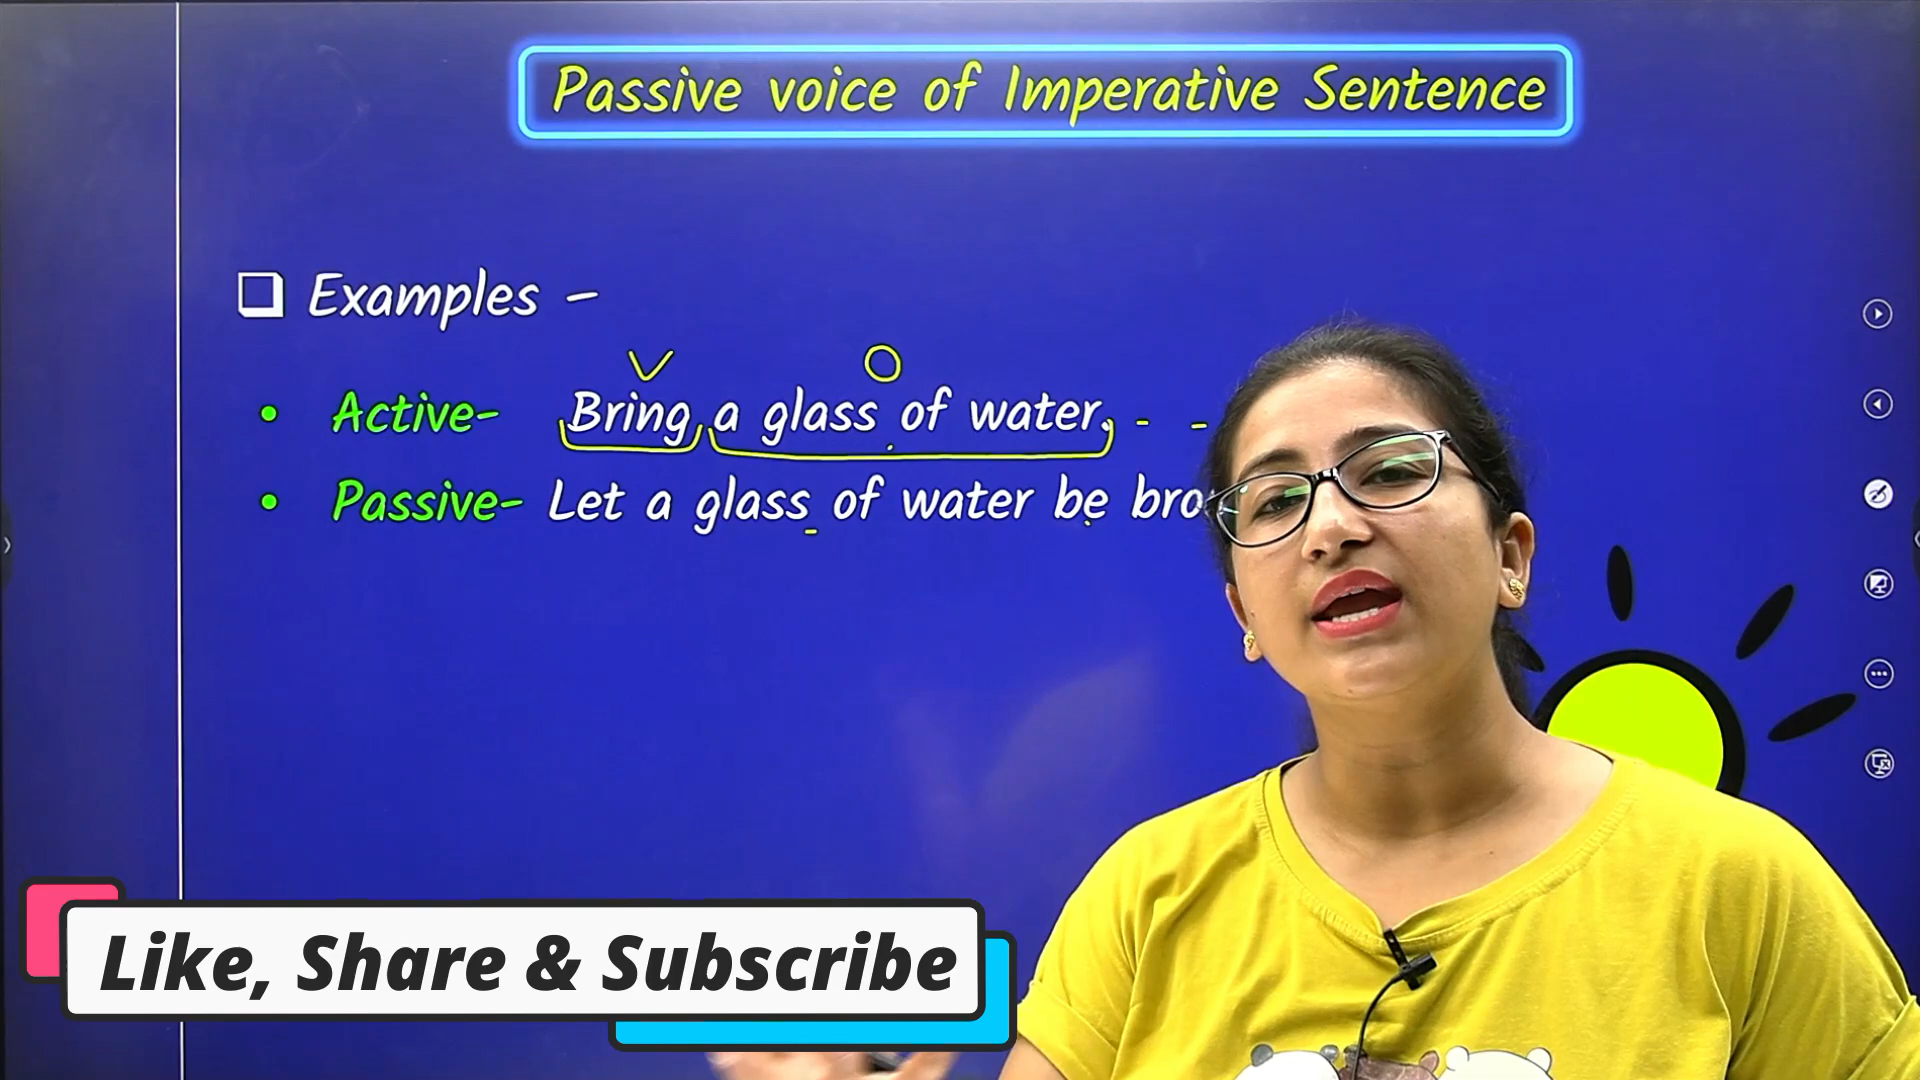 Passive voice of Imperative Sentence
Examples –
V O
• Active- Bring a glass of water.
• Passive- Let a glass of water be
Like, Share & Subscribe